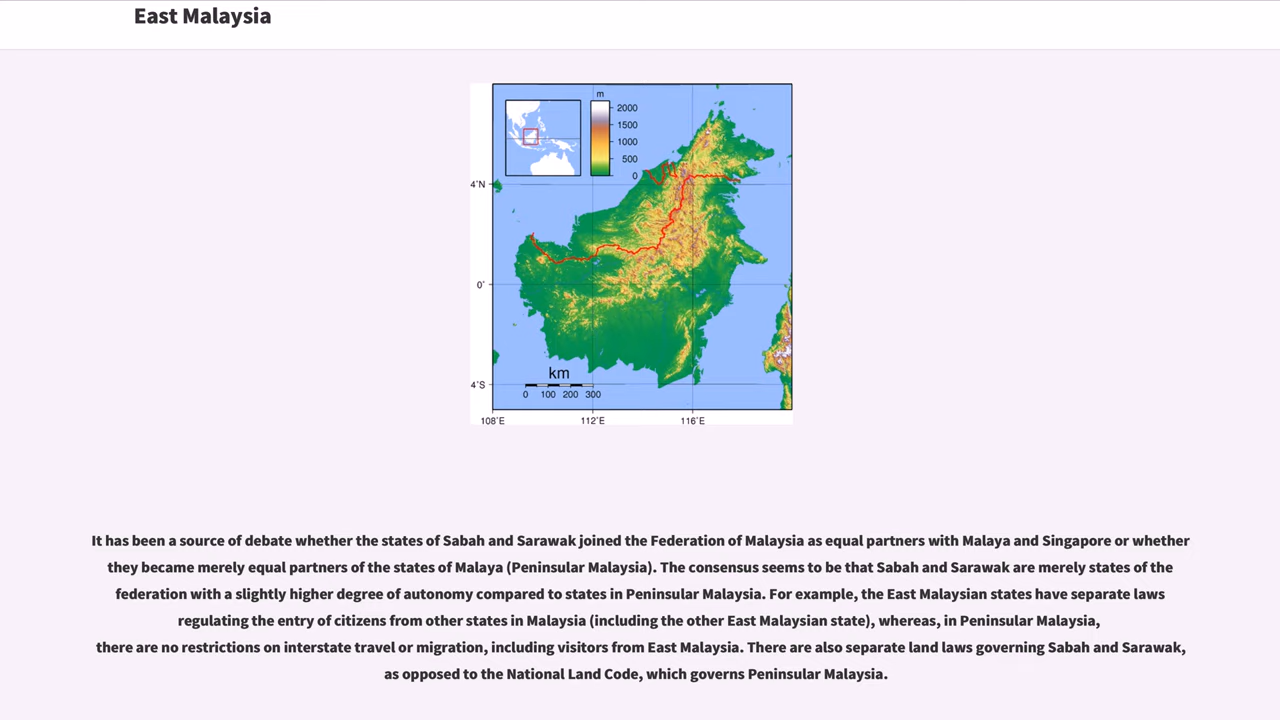 East Malaysia
m
2000
1500
1000
500
0
4°N
0°
4°S
km
0 100 200 300
108°E 112°E 116°E
It has been a source of debate whether the states of Sabah and Sarawak joined the Federation of Malaysia as equal partners with Malaya and Singapore or whether
they became merely equal partners of the states of Malaya (Peninsular Malaysia). The consensus seems to be that Sabah and Sarawak are merely states of the
federation with a slightly higher degree of autonomy compared to states in Peninsular Malaysia. For example, the East Malaysian states have separate laws
regulating the entry of citizens from other states in Malaysia (including the other East Malaysian state), whereas, in Peninsular Malaysia,
there are no restrictions on interstate travel or migration, including visitors from East Malaysia. There are also separate land laws governing Sabah and Sarawak,
as opposed to the National Land Code, which governs Peninsular Malaysia.